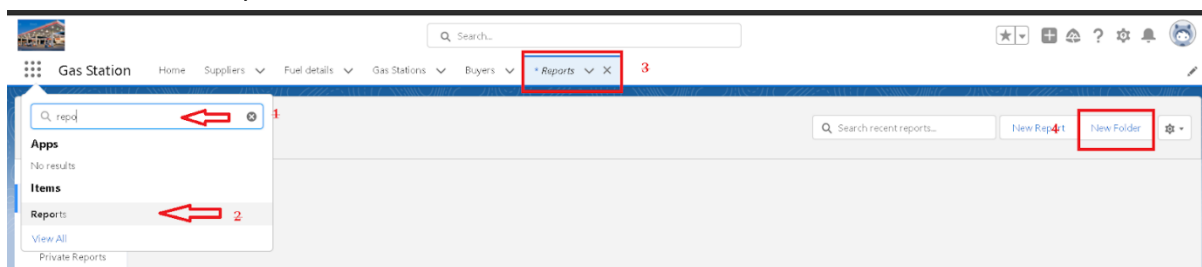 Search...
Gas Station Home Suppliers Fuel details Gas Stations Buyers * Reports 3
repo 1
Search recent reports... New Report 4 New Folder
Apps
No results
Items
Reports 2
View All
Private Reports